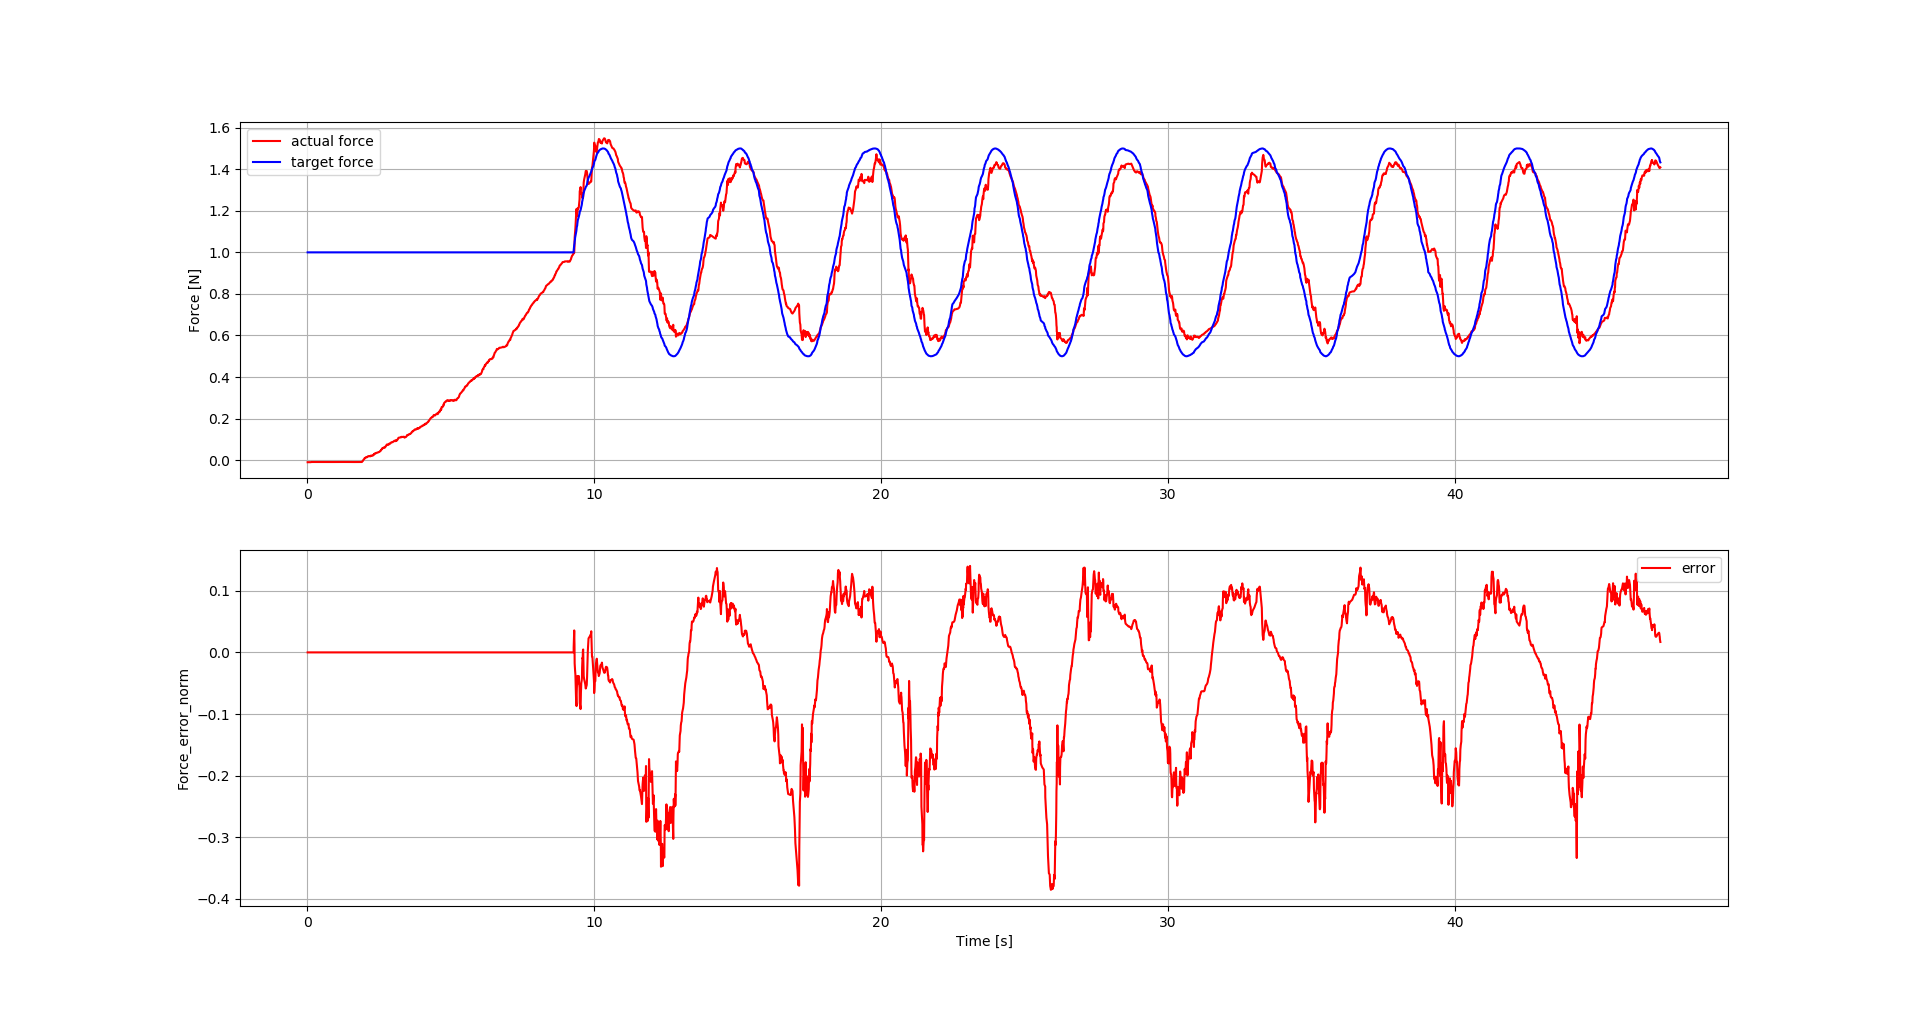 actual force
target force
Force [N]
1.6
1.4
1.2
1.0
0.8
0.6
0.4
0.2
0.0
0 10 20 30 40
error
Force_error_norm
0.1
0.0
−0.1
−0.2
−0.3
−0.4
0 10 20 30 40
Time [s]